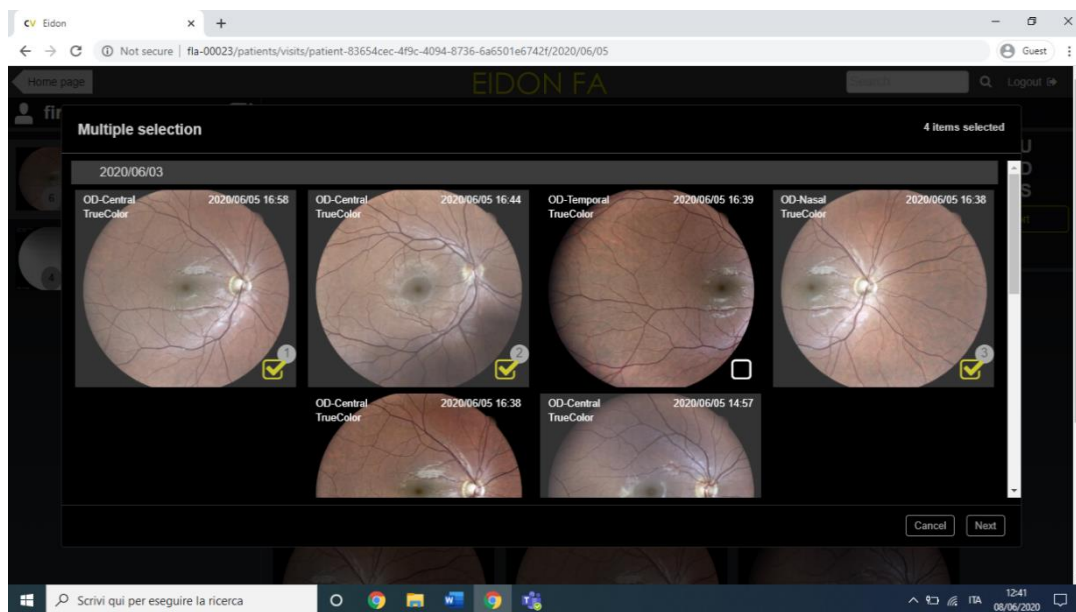 CV Eidon
Not secure | fla-00023/patients/visits/patient-83654cec-4f9c-4094-8736-6a6501e6742f/2020/06/05
Guest
Home page
EIDON FA
Search
Logout
fir
Multiple selection
4 items selected
2020/06/03
OD-Central 2020/06/05 16:58
TrueColor
1
OD-Central 2020/06/05 16:44
TrueColor
2
OD-Temporal 2020/06/05 16:39
TrueColor
OD-Nasal 2020/06/05 16:38
TrueColor
3
OD-Central 2020/06/05 16:38
TrueColor
OD-Central 2020/06/05 14:57
TrueColor
6
4
U
D
S
Cancel
Next
Scrivi qui per eseguire la ricerca
ITA
12:41
08/06/2020